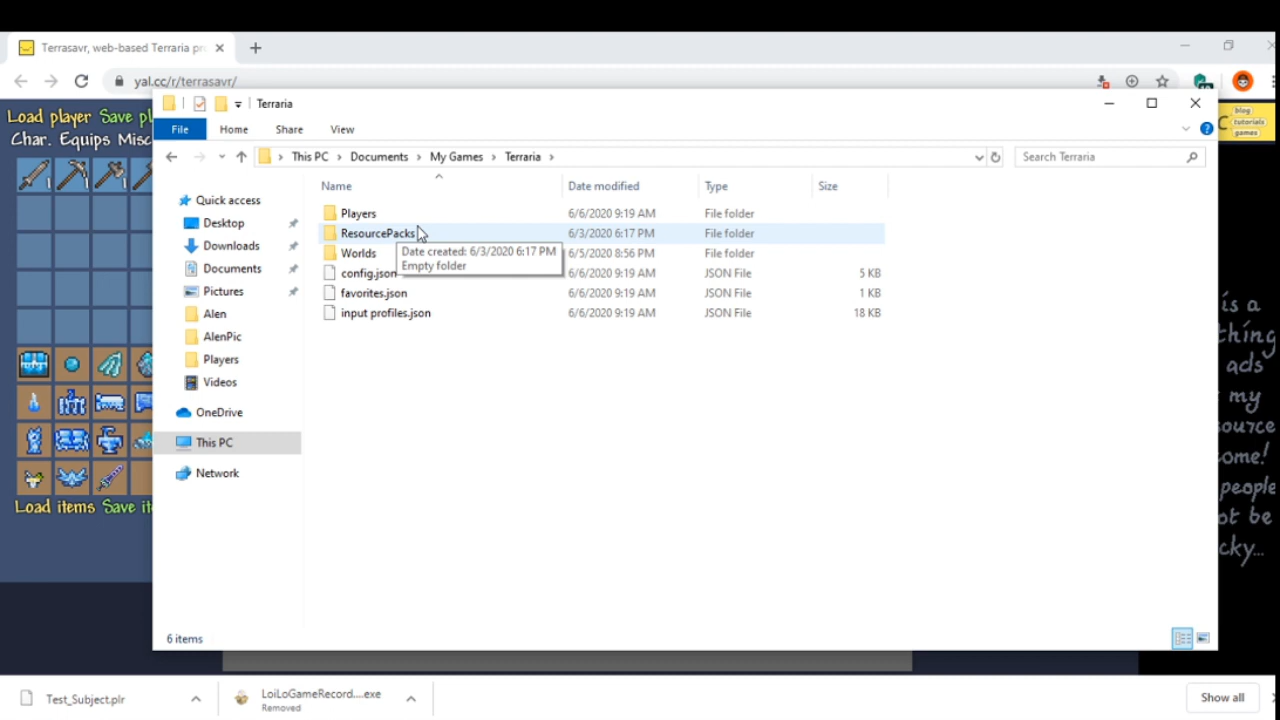 Terrasavr, web-based Terraria pr
yal.cc/r/terrasavr/
Load player Save pl
Char. Equips Misc
1 1 1
Load items Save it
blog
tutorials
games
is a
thing
ads
my
source
ome!
people
ot be
cky...
Terraria
File Home Share View
This PC Documents My Games Terraria
Search Terraria
Name Date modified Type Size
Quick access
Desktop
Downloads
Documents
Pictures
Alen
AlenPic
Players
Videos
OneDrive
This PC
Network
Players 6/6/2020 9:19 AM File folder
ResourcePacks 6/3/2020 6:17 PM File folder
Worlds 6/5/2020 8:56 PM File folder
config.json 6/6/2020 9:19 AM JSON File 5 KB
favorites.json 6/6/2020 9:19 AM JSON File 1 KB
input profiles.json 6/6/2020 9:19 AM JSON File 18 KB
Date created: 6/3/2020 6:17 PM
Empty folder
6 items
Test_Subject.plr
LoiLoGameRecord....exe
Removed
Show all